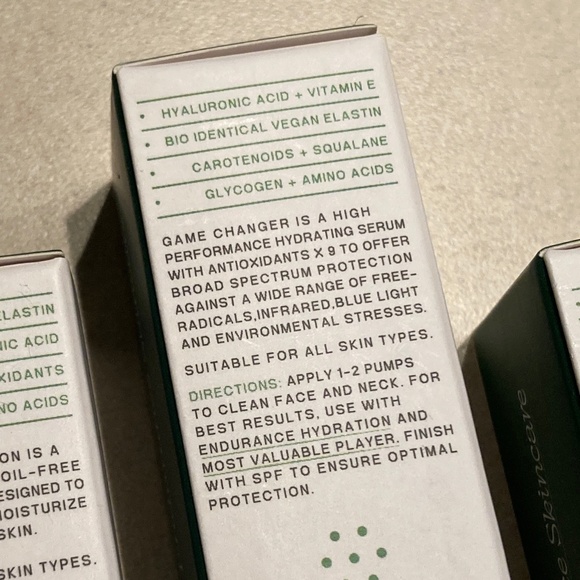 HYALURONIC ACID + VITAMIN E
BIO IDENTICAL VEGAN ELASTIN
CAROTENOIDS + SQUALANE
GLYCOGEN + AMINO ACIDS
GAME CHANGER IS A HIGH
PERFORMANCE HYDRATING SERUM
WITH ANTIOXIDANTS X 9 TO OFFER
BROAD SPECTRUM PROTECTION
AGAINST A WIDE RANGE OF FREE-
RADICALS,INFRARED,BLUE LIGHT
AND ENVIRONMENTAL STRESSES.
SUITABLE FOR ALL SKIN TYPES.
DIRECTIONS: APPLY 1-2 PUMPS
TO CLEAN FACE AND NECK. FOR
BEST RESULTS, USE WITH
ENDURANCE HYDRATION AND
MOST VALUABLE PLAYER. FINISH
WITH SPF TO ENSURE OPTIMAL
PROTECTION.
ELASTIN
ACID
ACIDS
ON IS A
OIL-FREE
DESIGNED TO
MOISTURIZE
SKIN.
SKIN TYPES.
Skincare